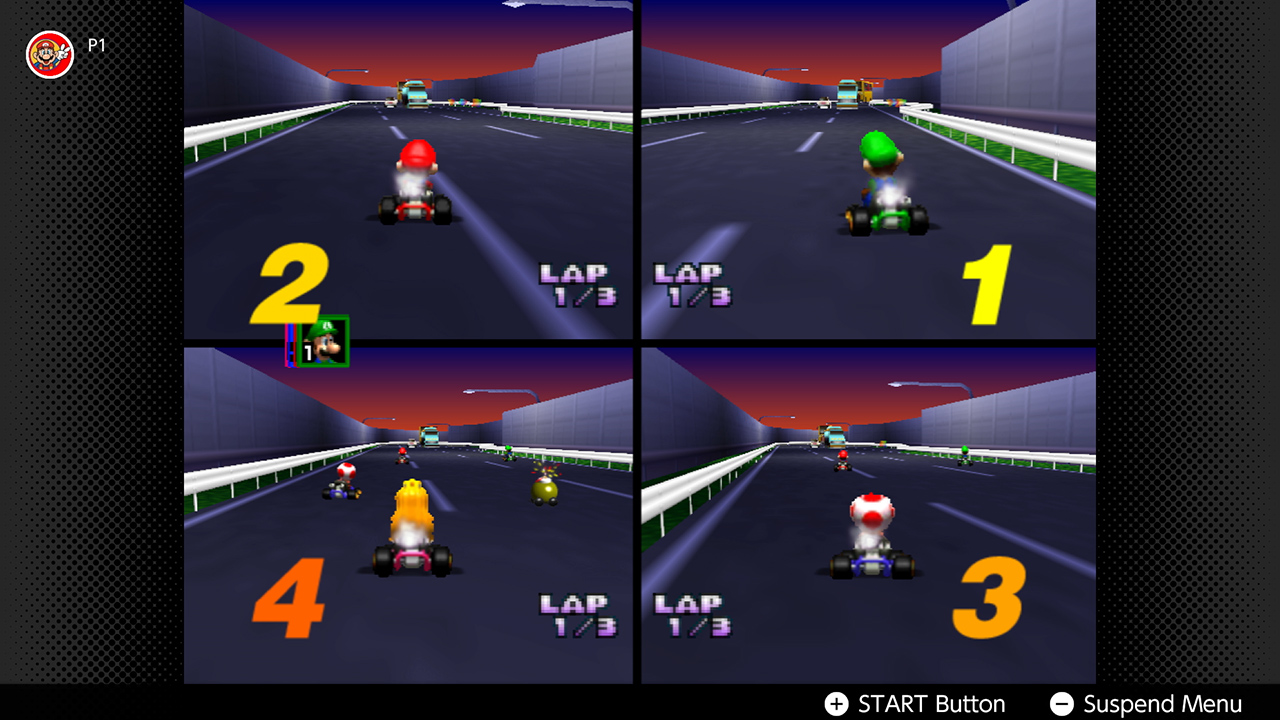 P1
2
LAP
1/3
LAP
1/3
1
1
4
LAP
1/3
LAP
1/3
3
+ START Button
− Suspend Menu